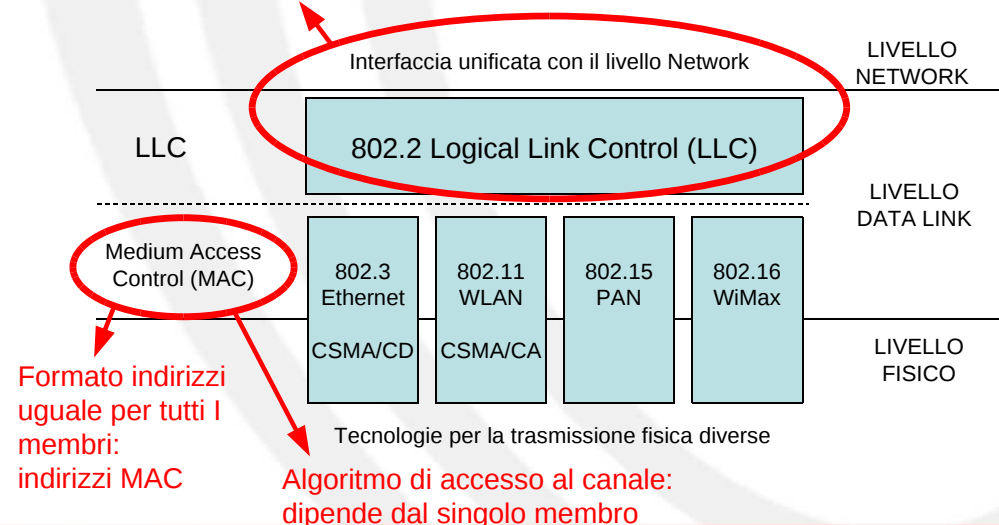 Interfaccia unificata con il livello Network
LIVELLO
NETWORK
LLC
802.2 Logical Link Control (LLC)
LIVELLO
DATA LINK
Medium Access
Control (MAC)
802.3
Ethernet
CSMA/CD
802.11
WLAN
CSMA/CA
802.15
PAN
802.16
WiMax
LIVELLO
FISICO
Formato indirizzi
uguale per tutti I
membri:
indirizzi MAC
Tecnologie per la trasmissione fisica diverse
Algoritmo di accesso al canale:
dipende dal singolo membro